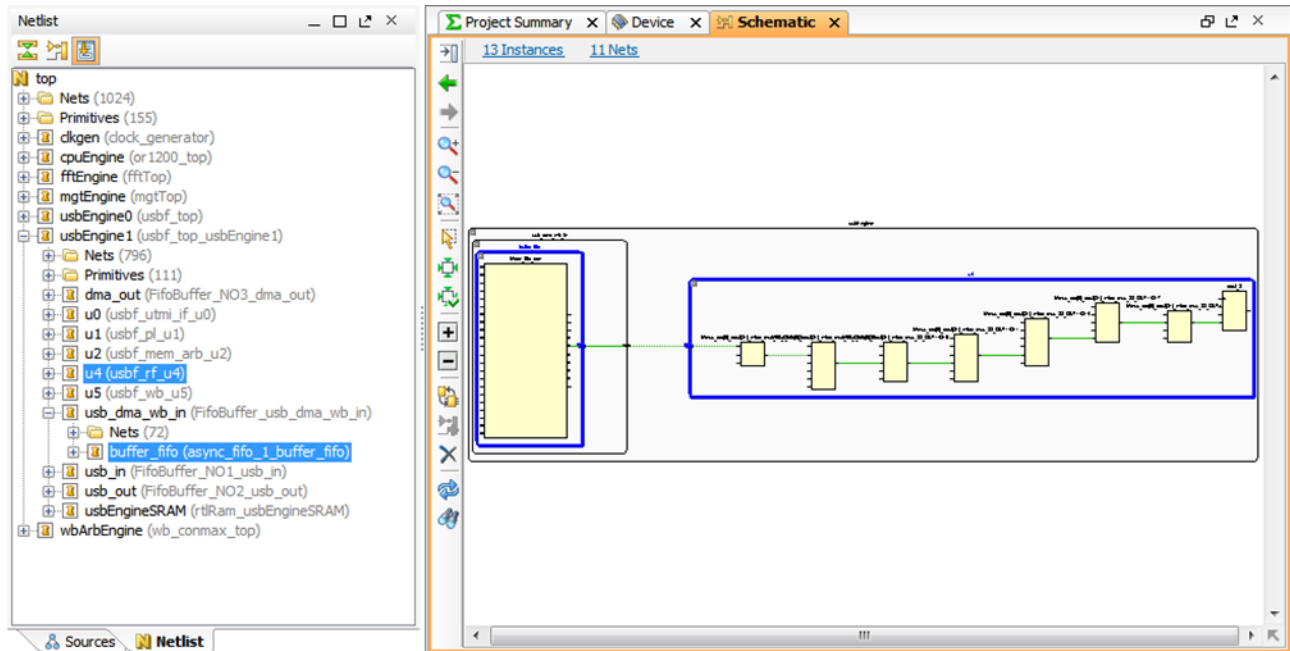 Netlist
top
Nets (1024)
Primitives (155)
clkgen (clock_generator)
cpuEngine (or1200_top)
fftEngine (fftTop)
mgtEngine (mgtTop)
usbEngine0 (usbf_top)
usbEngine1 (usbf_top_usbEngine1)
Nets (796)
Primitives (111)
dma_out (FifoBuffer_NO3_dma_out)
u0 (usbf_utmi_if_u0)
u1 (usbf_pl_u1)
u2 (usbf_mem_arb_u2)
u4 (usbf_rf_u4)
u5 (usbf_wb_u5)
usb_dma_wb_in (FifoBuffer_usb_dma_wb_in)
Nets (72)
buffer_fifo (async_fifo_1_buffer_fifo)
usb_in (FifoBuffer_NO1_usb_in)
usb_out (FifoBuffer_NO2_usb_out)
usbEngineSRAM (rtlRam_usbEngineSRAM)
wbArbEngine (wb_conmax_top)
Sources Netlist
Project Summary Device Schematic
13 Instances 11 Nets
u4